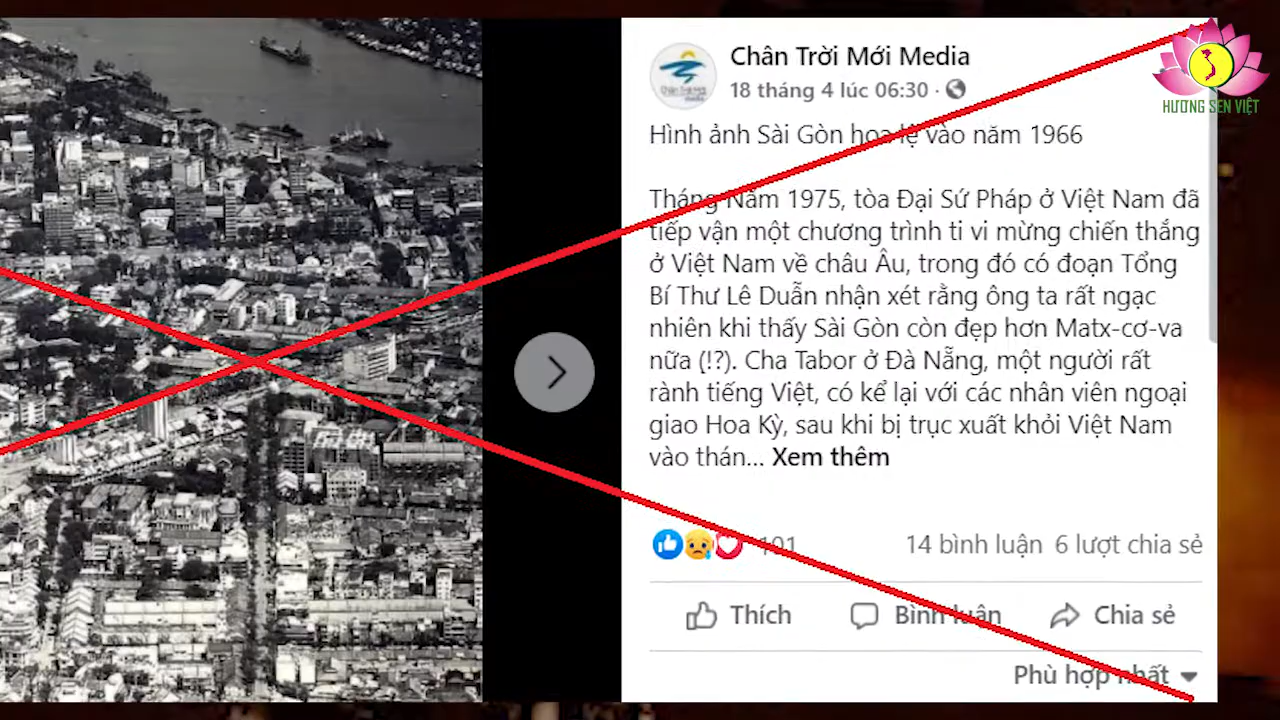 Chân Trời Mới Media
18 tháng 4 lúc 06:30 ·
HƯƠNG SEN VIỆT
Hình ảnh Sài Gòn hoa lệ vào năm 1966
Tháng Năm 1975, tòa Đại Sứ Pháp ở Việt Nam đã
tiếp vận một chương trình ti vi mừng chiến thắng
ở Việt Nam về châu Âu, trong đó có đoạn Tổng
Bí Thư Lê Duẫn nhận xét rằng ông ta rất ngạc
nhiên khi thấy Sài Gòn còn đẹp hơn Matx-cơ-va
nữa (!?). Cha Tabor ở Đà Nẵng, một người rất
rành tiếng Việt, có kể lại với các nhân viên ngoại
giao Hoa Kỳ, sau khi bị trục xuất khỏi Việt Nam
vào thán... Xem thêm
101
14 bình luận 6 lượt chia sẻ
Thích
Bình luận
Chia sẻ
Phù hợp nhất